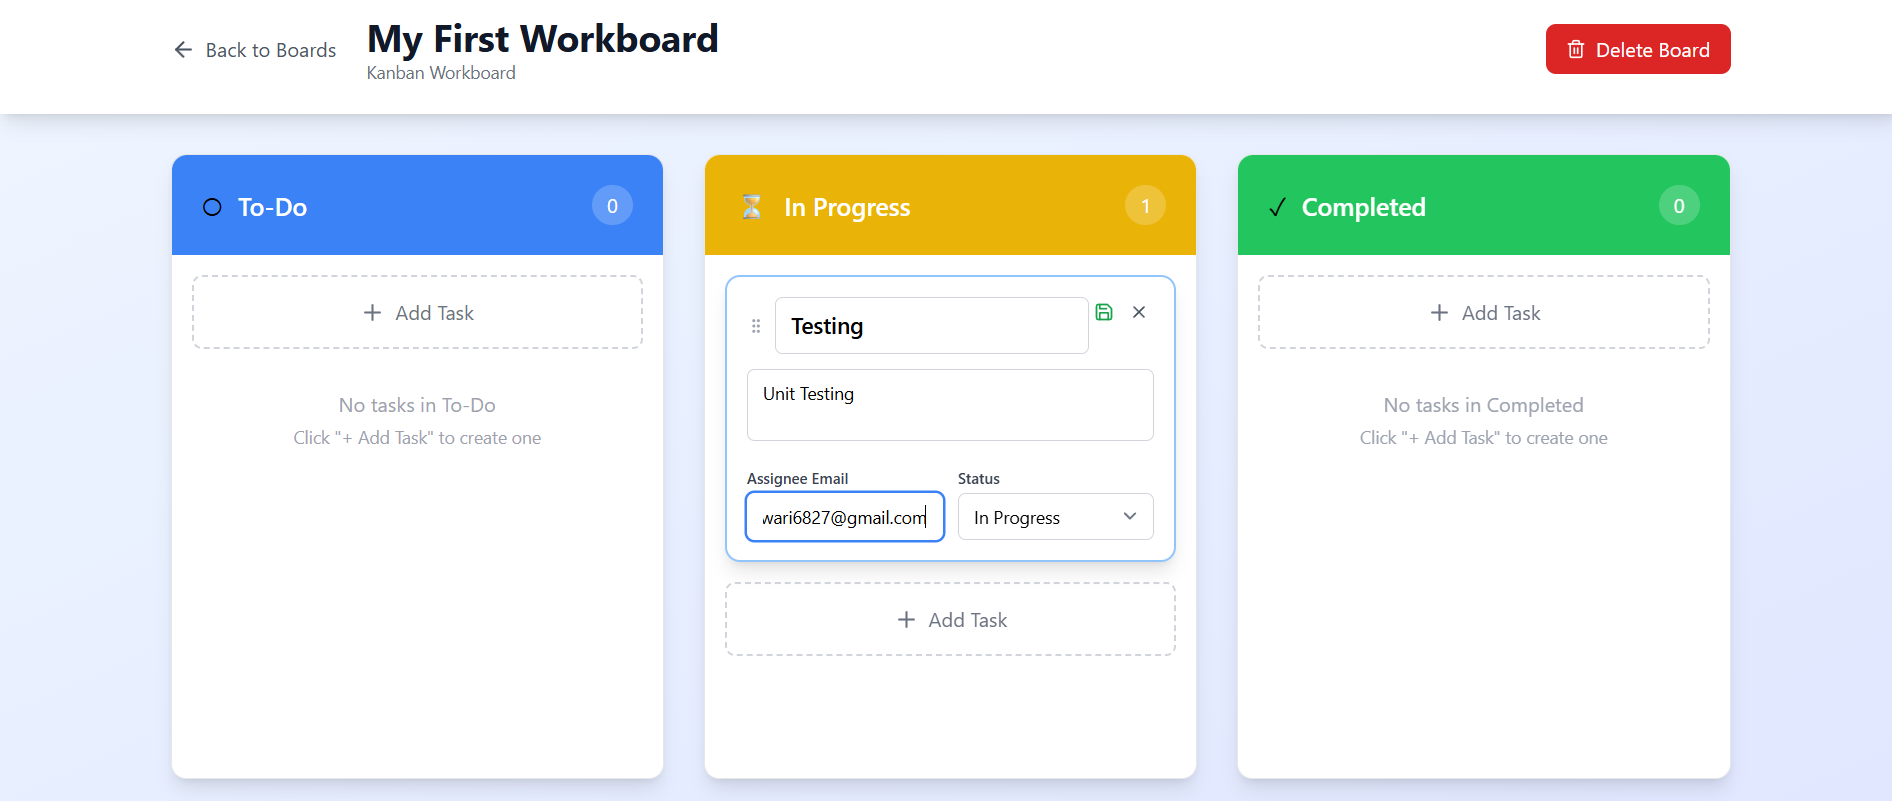 Back to Boards
My First Workboard
Kanban Workboard
Delete Board
To-Do
0
Add Task
No tasks in To-Do
Click "+ Add Task" to create one
In Progress
1
Testing
Unit Testing
Assignee Email
Status
wari6827@gmail.com
In Progress
Add Task
Completed
0
Add Task
No tasks in Completed
Click "+ Add Task" to create one